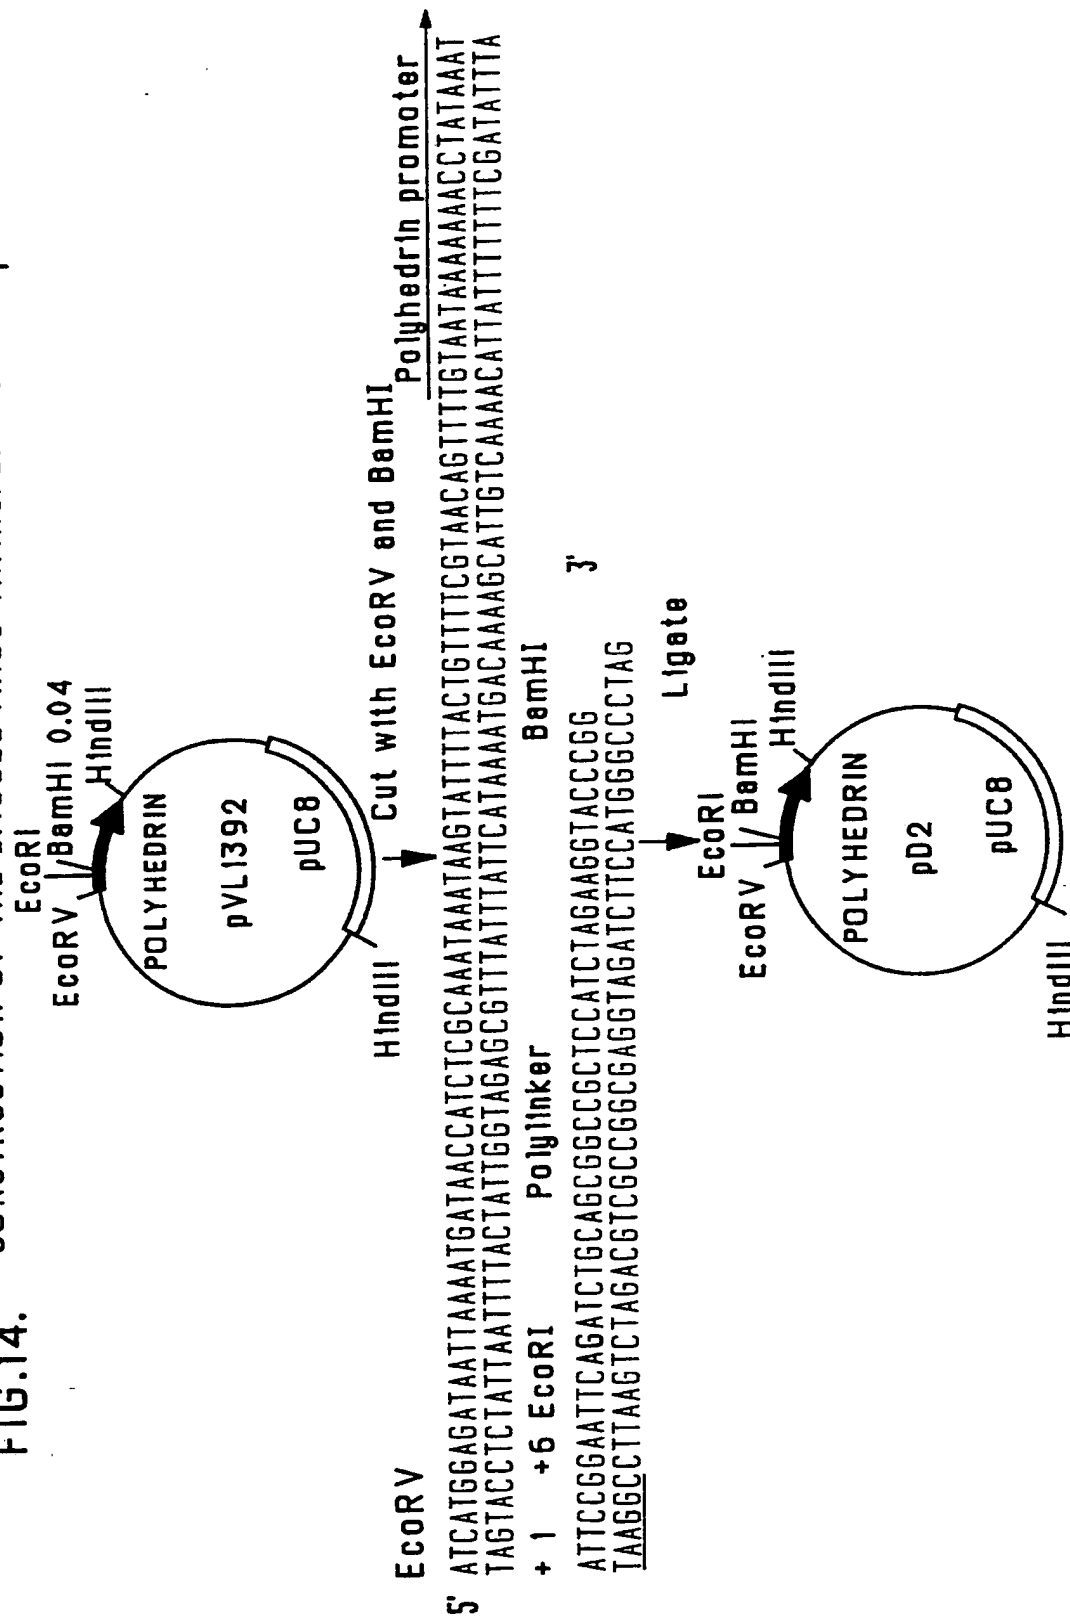 FIG.14.
EcoRI
EcoRV
BamHI 0.04
HindIII
POLYHEDRIN
pVL1392
pUC8
HindIII
Cut with EcoRV and BamHI
EcoRV
Polyhedrin promoter
5' ATCATGGAGATAATTAAAATGATAACCATCTCGCAAATAAATAAGTATTTTACTGTTTTCGTAACAGTTTTGTAATAAAAAAACCTATAAAT
TAGTACCTCTATTAATTTTACTATTGGTAGAGCGTTTATTTATTCATAAAATGACAAAAGCATTGTCAAAACATTATTTTTTTCGATATTTA
+ 1 +6 EcoRI Polylinker BamHI
ATTCCGGAATTCAGATCTGCAGCGGCCGCTCCATCTAGAAGGTACCCGG 3'
TAAGGCCTTAAGTCTAGACGTCGCCGGCGAGGTAGATCTTCCATGGGCCCTAG
Ligate
EcoRI
EcoRV
BamHI
HindIII
POLYHEDRIN
pD2
pUC8
HindIII